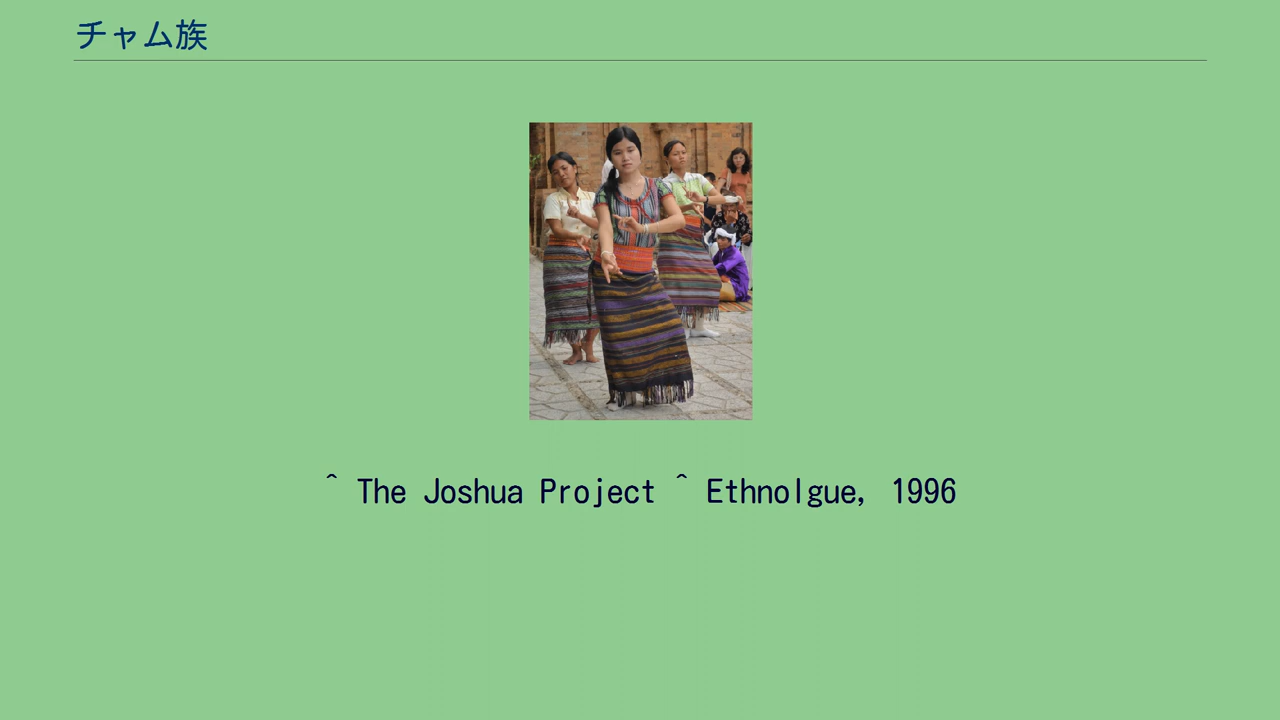 チャム族
^ The Joshua Project ^ Ethnolgue, 1996